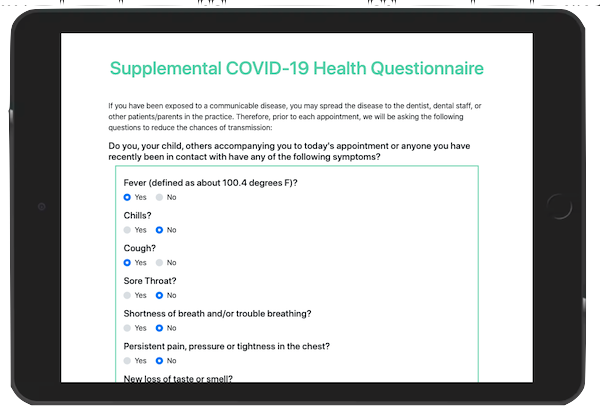 Supplemental COVID-19 Health Questionnaire
If you have been exposed to a communicable disease, you may spread the disease to the dentist, dental staff, or
other patients/parents in the practice. Therefore, prior to each appointment, we will be asking the following
questions to reduce the chances of transmission:
Do you, your child, others accompanying you to today's appointment or anyone you have
recently been in contact with have any of the following symptoms?
Fever (defined as about 100.4 degrees F)?
Yes No
Chills?
Yes No
Cough?
Yes No
Sore Throat?
Yes No
Shortness of breath and/or trouble breathing?
Yes No
Persistent pain, pressure or tightness in the chest?
Yes No
New loss of taste or smell?